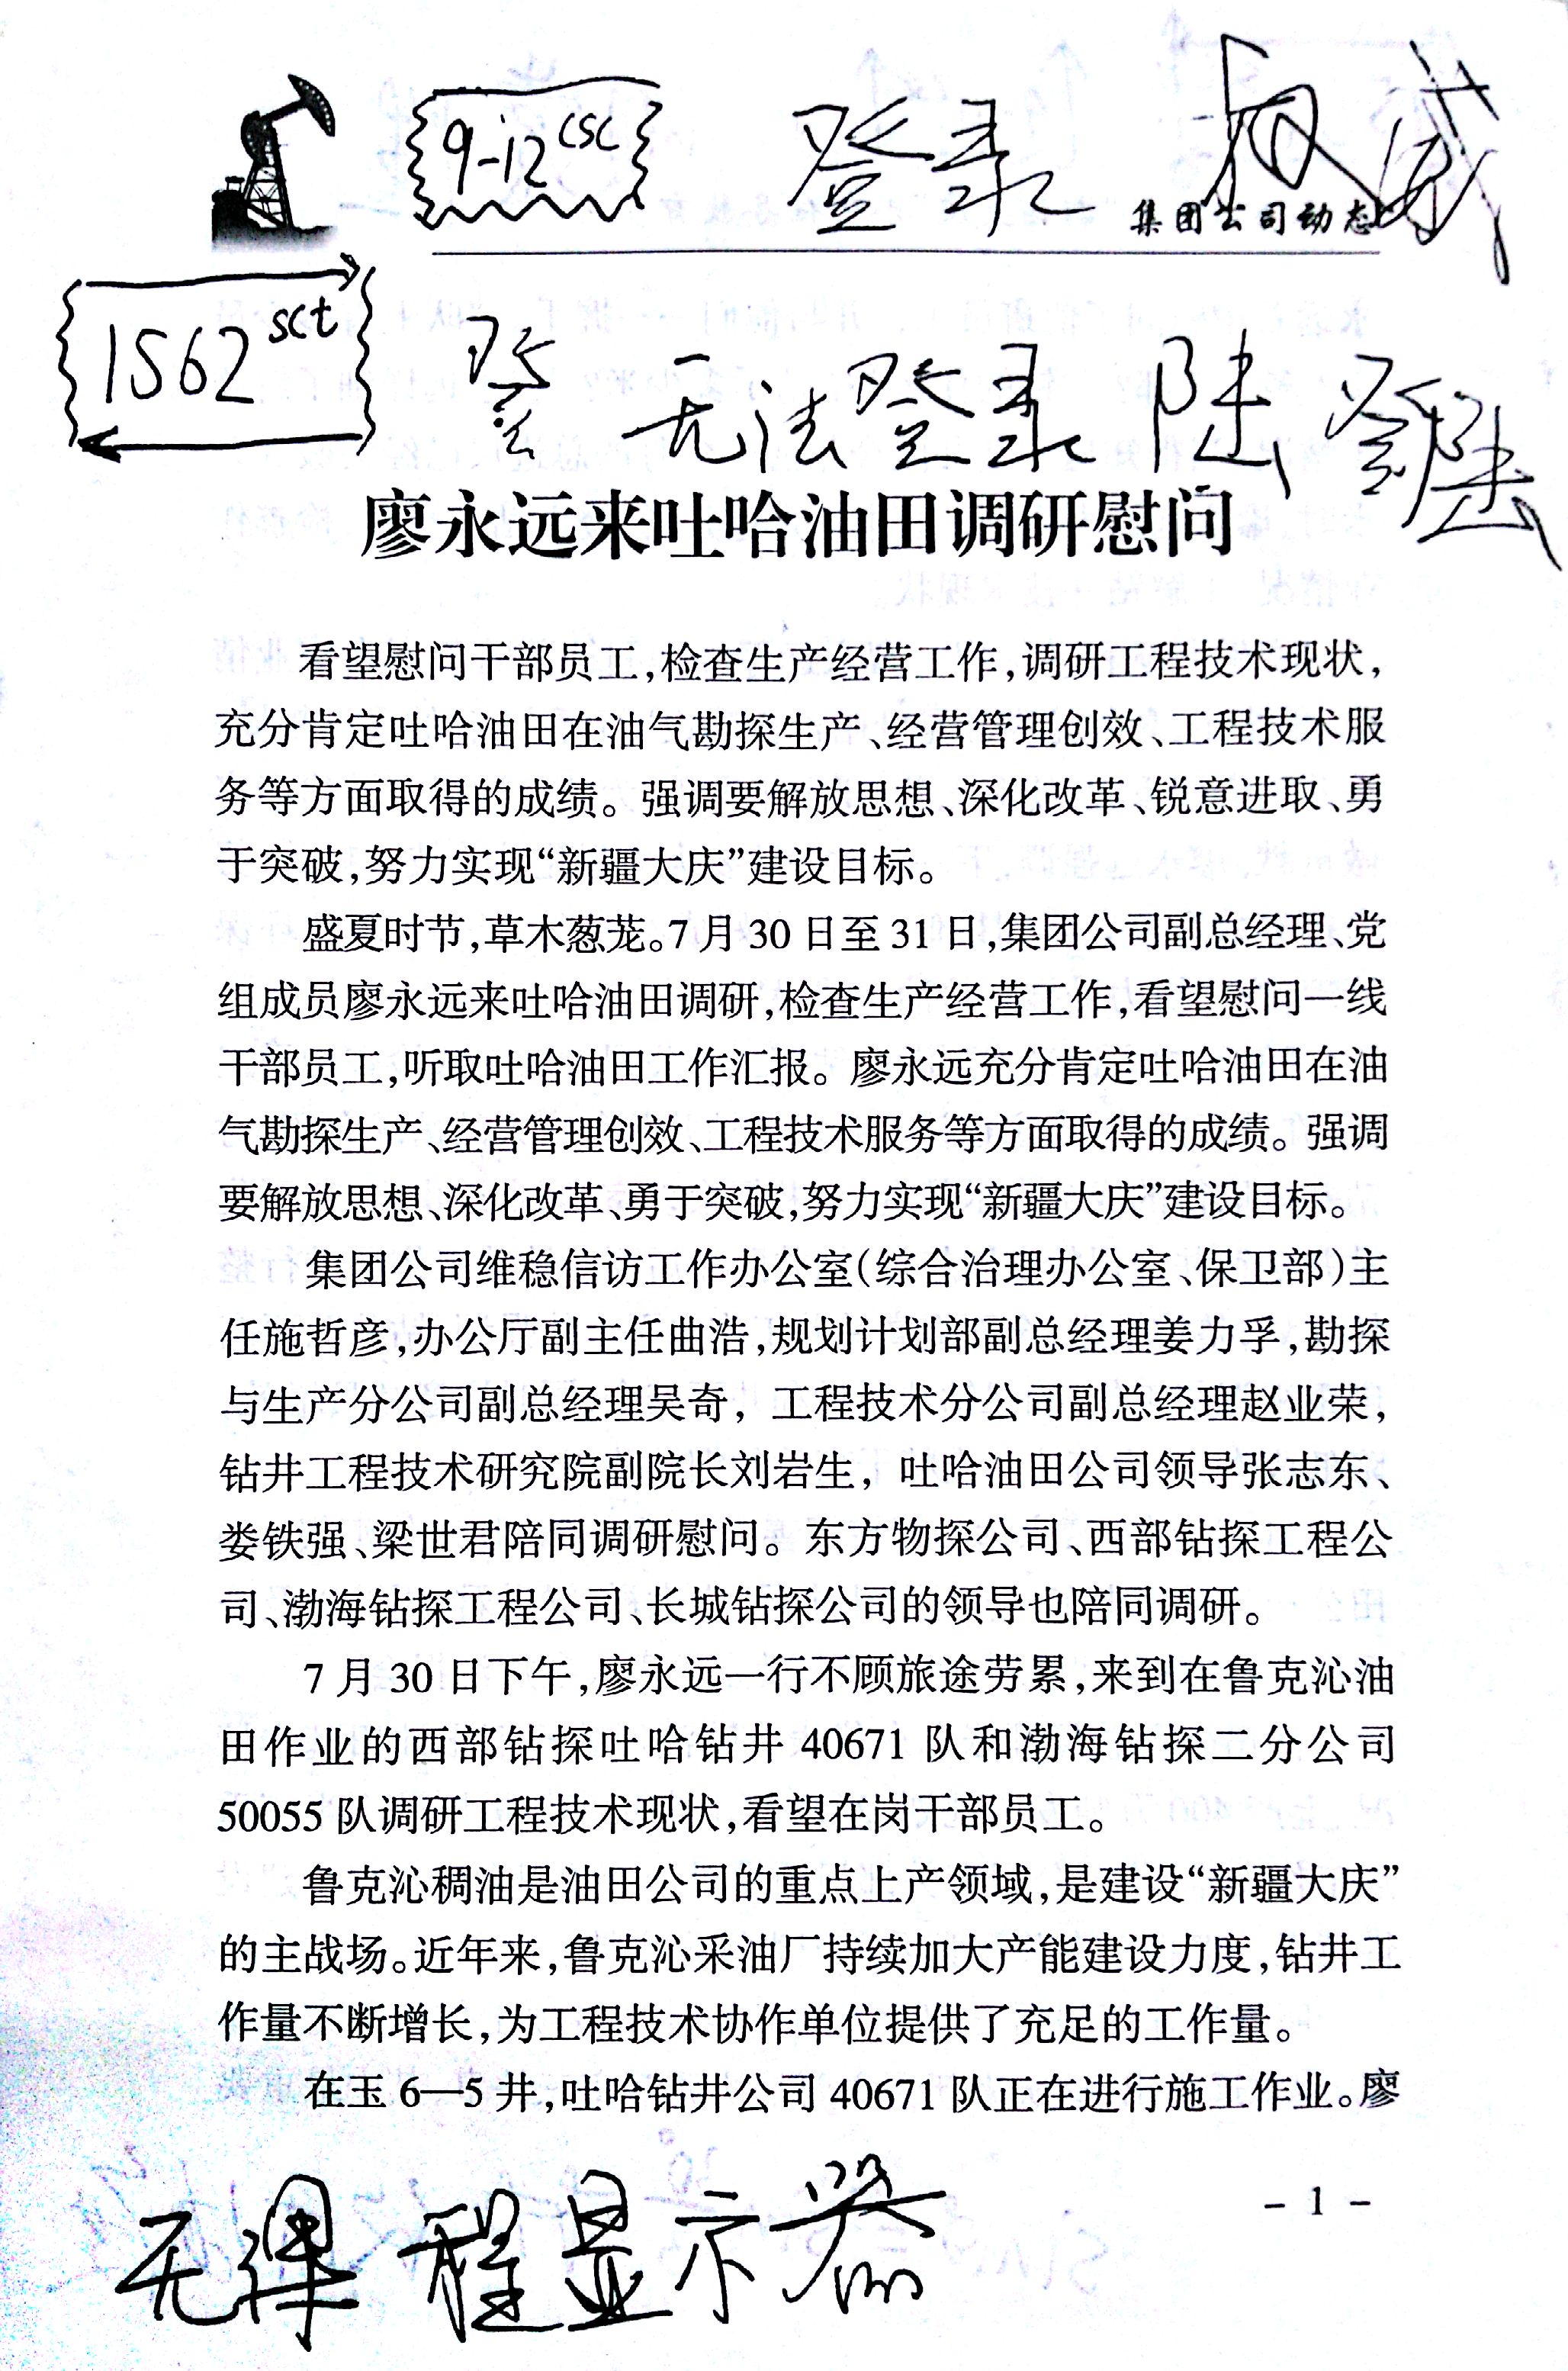 9-12 csc 登录 权威
集团公司动态
1562 sct 登 无法登录 陆 登陆
廖永远来吐哈油田调研慰问
看望慰问干部员工,检查生产经营工作,调研工程技术现状,
充分肯定吐哈油田在油气勘探生产、经营管理创效、工程技术服
务等方面取得的成绩。强调要解放思想、深化改革、锐意进取、勇
于突破,努力实现“新疆大庆”建设目标。
盛夏时节,草木葱茏。7月30日至31日,集团公司副总经理、党
组成员廖永远来吐哈油田调研,检查生产经营工作,看望慰问一线
干部员工,听取吐哈油田工作汇报。廖永远充分肯定吐哈油田在油
气勘探生产、经营管理创效、工程技术服务等方面取得的成绩。强调
要解放思想、深化改革、勇于突破,努力实现“新疆大庆”建设目标。
集团公司维稳信访工作办公室(综合治理办公室、保卫部)主
任施哲彦,办公厅副主任曲浩,规划计划部副总经理姜力孚,勘探
与生产分公司副总经理吴奇,工程技术分公司副总经理赵业荣,
钻井工程技术研究院副院长刘岩生,吐哈油田公司领导张志东、
娄铁强、梁世君陪同调研慰问。东方物探公司、西部钻探工程公
司、渤海钻探工程公司、长城钻探公司的领导也陪同调研。
7月30日下午,廖永远一行不顾旅途劳累,来到在鲁克沁油
田作业的西部钻探吐哈钻井40671队和渤海钻探二分公司
50055队调研工程技术现状,看望在岗干部员工。
鲁克沁稠油是油田公司的重点上产领域,是建设“新疆大庆”
的主战场。近年来,鲁克沁采油厂持续加大产能建设力度,钻井工
作量不断增长,为工程技术协作单位提供了充足的工作量。
在玉6—5井,吐哈钻井公司40671队正在进行施工作业。廖
- 1 -
无课程显示器